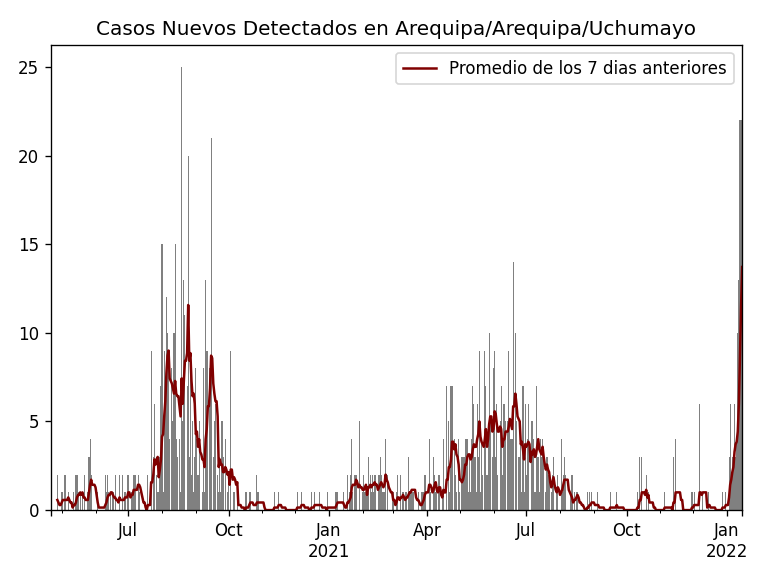 Casos Nuevos Detectados en Arequipa/Arequipa/Uchumayo
Promedio de los 7 dias anteriores
25
20
15
10
5
0
Jul
Oct
Jan
2021
Apr
Jul
Oct
Jan
2022